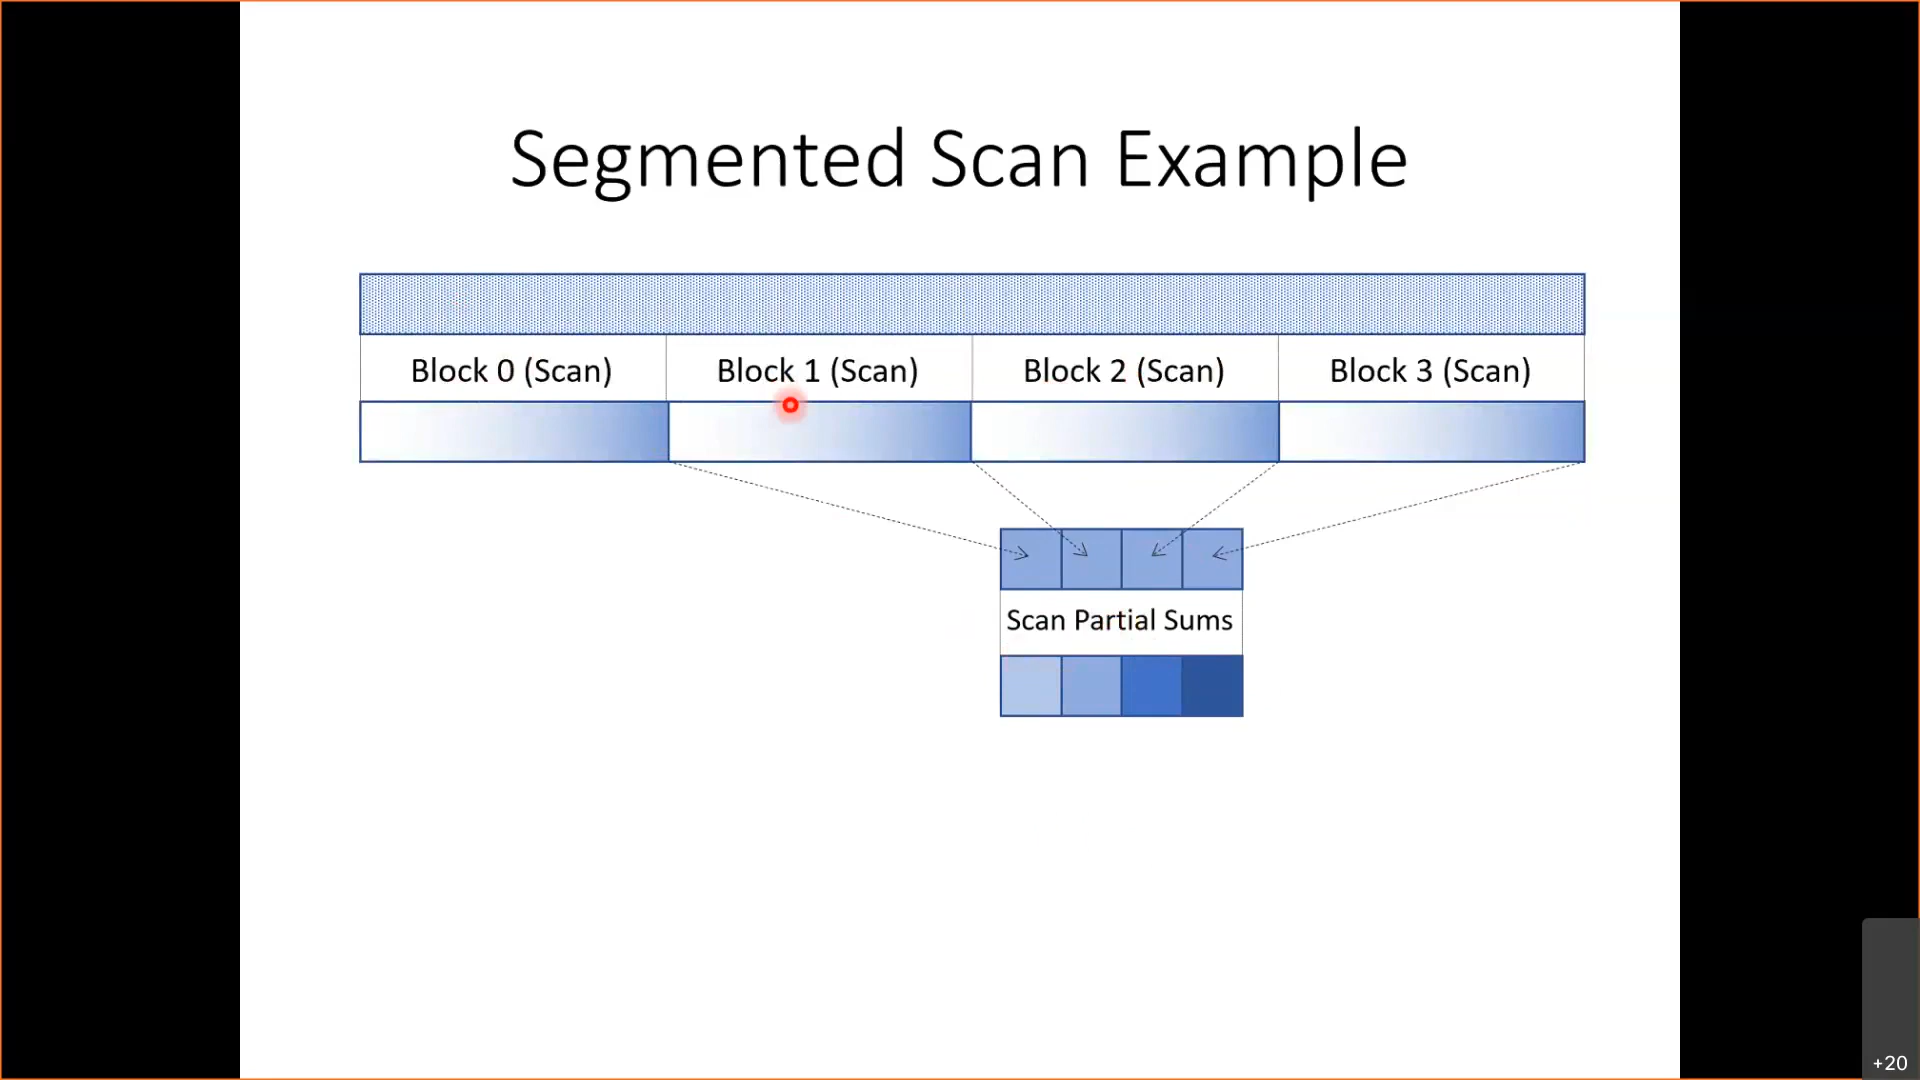 Segmented Scan Example
Block 0 (Scan) Block 1 (Scan) Block 2 (Scan) Block 3 (Scan)
Scan Partial Sums
+20